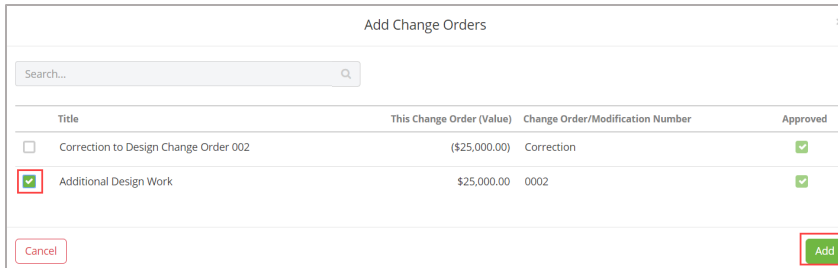 Add Change Orders
Search...
Title This Change Order (Value) Change Order/Modification Number Approved
Correction to Design Change Order 002 ($25,000.00) Correction
Additional Design Work $25,000.00 0002
Cancel Add